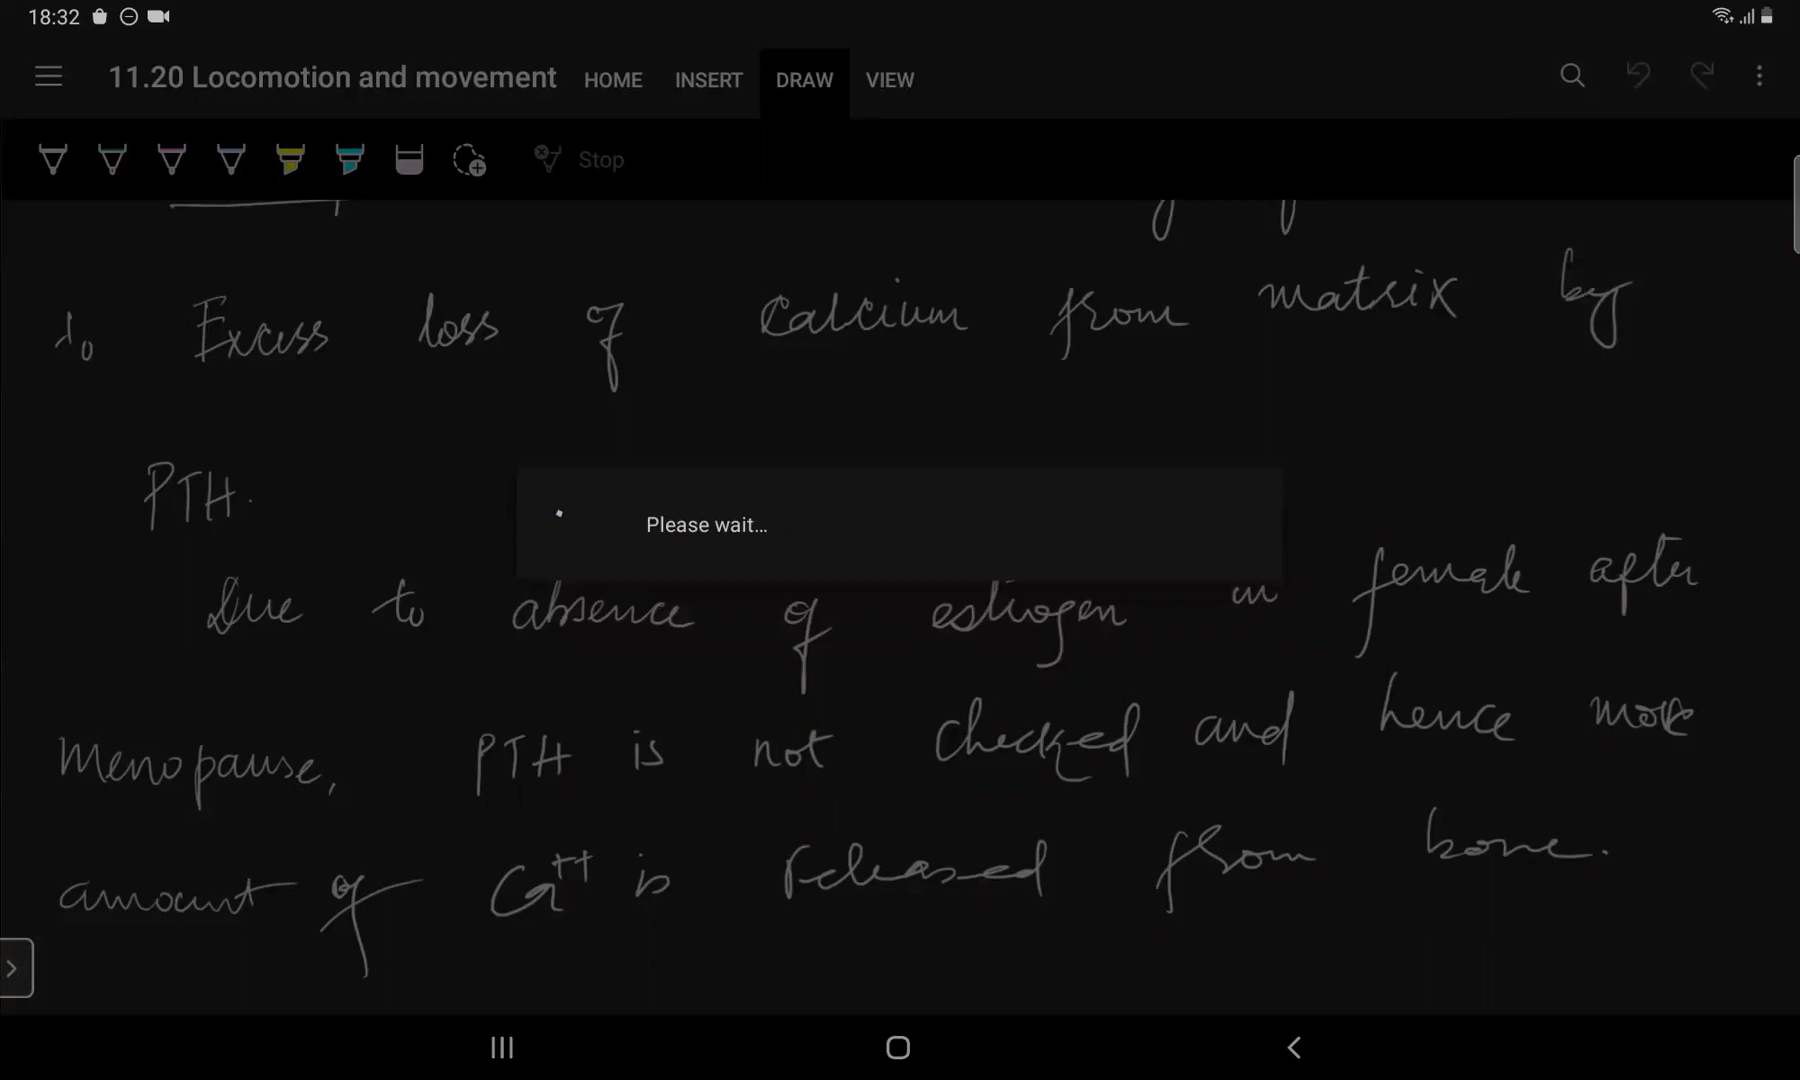 18:32
11.20 Locomotion and movement HOME INSERT DRAW VIEW
Stop
1. Excess loss of Calcium from matrix by
PTH.
Please wait...
Due to absence of estrogen in female after
Menopause, PTH is not checked and hence more
amount of Ca++ is released from bone.